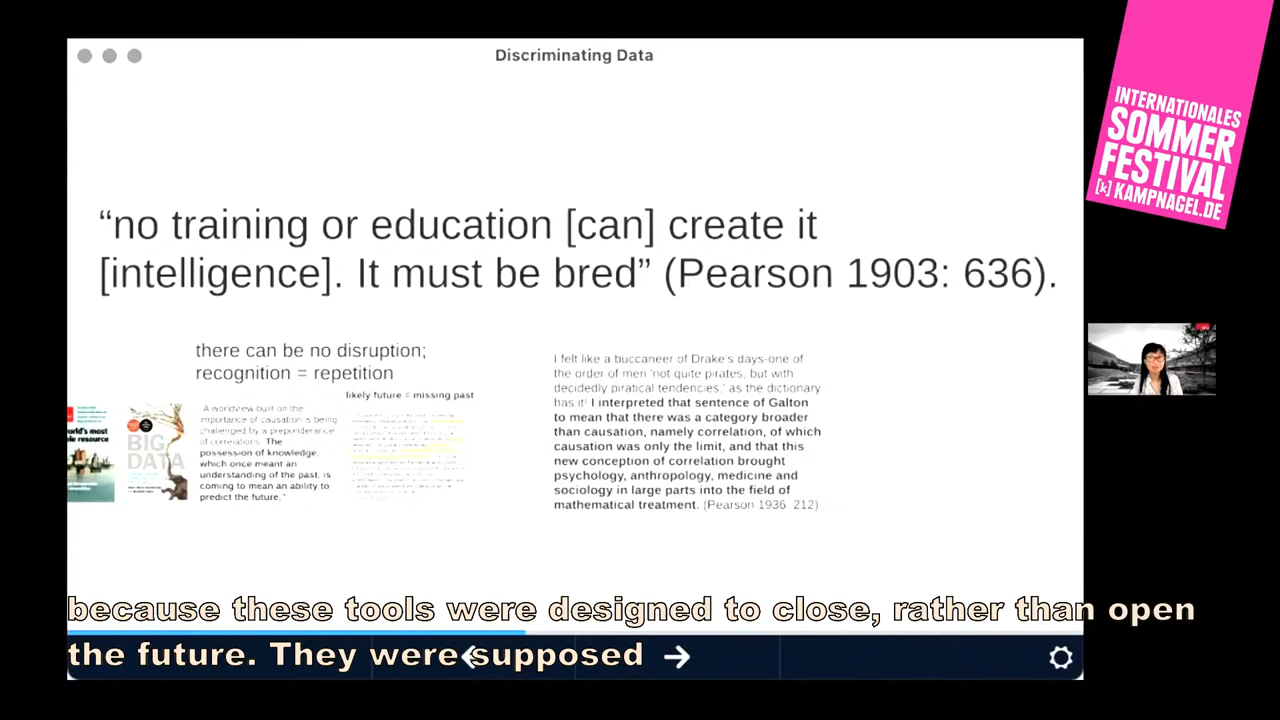 Discriminating Data
INTERNATIONALES
SOMMER
FESTIVAL
[k] KAMPNAGEL.DE
“no training or education [can] create it
[intelligence]. It must be bred” (Pearson 1903: 636).
there can be no disruption;
recognition = repetition
likely future = missing past
A worldview built on the
importance of causation is being
challenged by a preponderance
of correlations. The
possession of knowledge,
which once meant an
understanding of the past, is
coming to mean an ability to
predict the future.”
BIG
DATA
I felt like a buccaneer of Drake's days-one of
the order of men 'not quite pirates, but with
decidedly piratical tendencies,' as the dictionary
has it! I interpreted that sentence of Galton
to mean that there was a category broader
than causation, namely correlation, of which
causation was only the limit, and that this
new conception of correlation brought
psychology, anthropology, medicine and
sociology in large parts into the field of
mathematical treatment. (Pearson 1936 212)
because these tools were designed to close, rather than open
the future. They were supposed